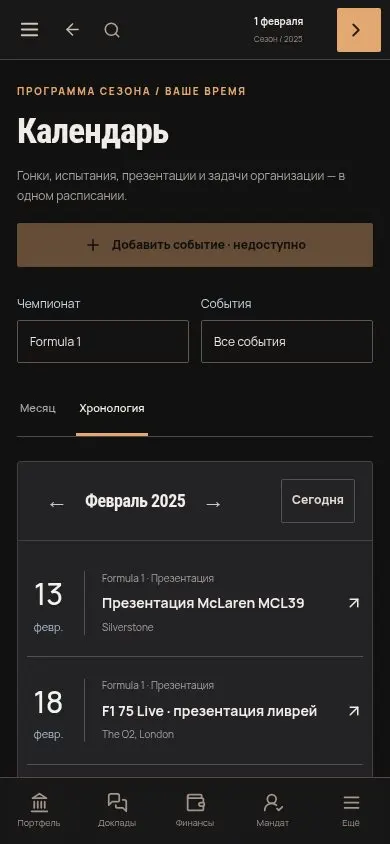 1 февраля
Сезон / 2025
ПРОГРАММА СЕЗОНА / ВАШЕ ВРЕМЯ
Календарь
Гонки, испытания, презентации и задачи организации — в
одном расписании.
Добавить событие · недоступно
Чемпионат
События
Formula 1
Все события
Месяц
Хронология
← Февраль 2025 →
Сегодня
13
февр.
Formula 1 · Презентация
Презентация McLaren MCL39
Silverstone
18
февр.
Formula 1 · Презентация
F1 75 Live · презентация ливрей
The O2, London
Портфель
Доклады
Финансы
Мандат
Ещё